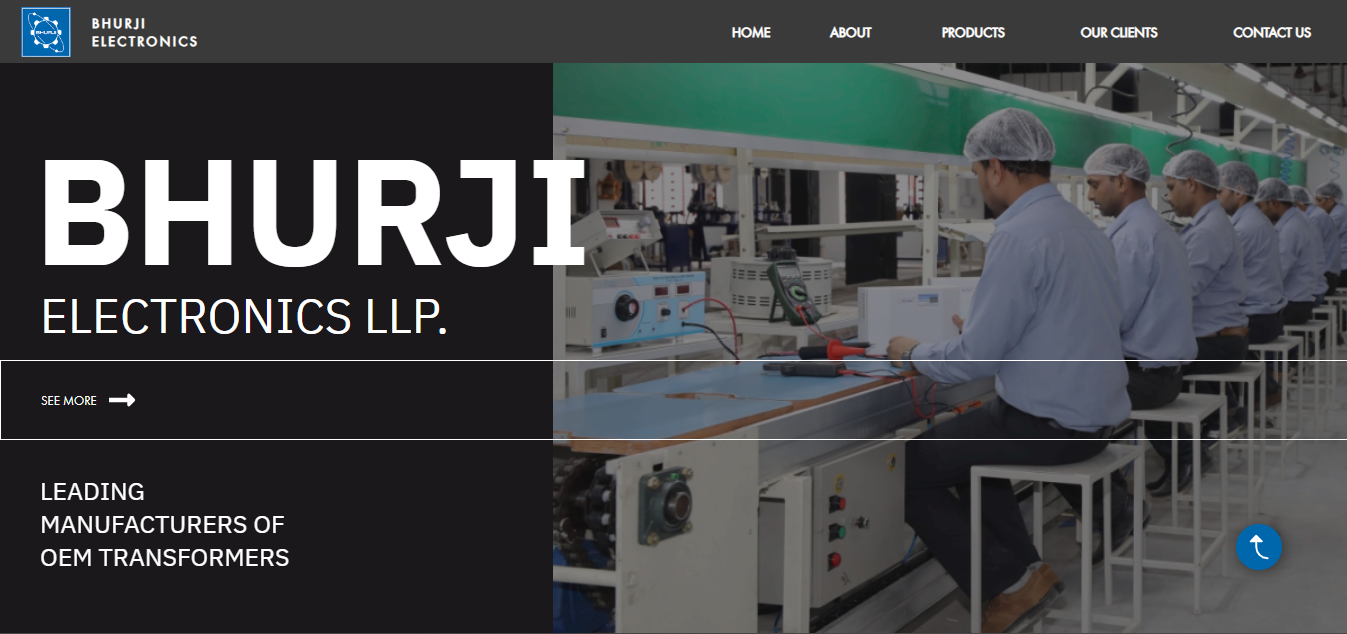 BHURJI
BHURJI
ELECTRONICS
HOME
ABOUT
PRODUCTS
OUR CLIENTS
CONTACT US
BHURJI
ELECTRONICS LLP.
SEE MORE
LEADING
MANUFACTURERS OF
OEM TRANSFORMERS